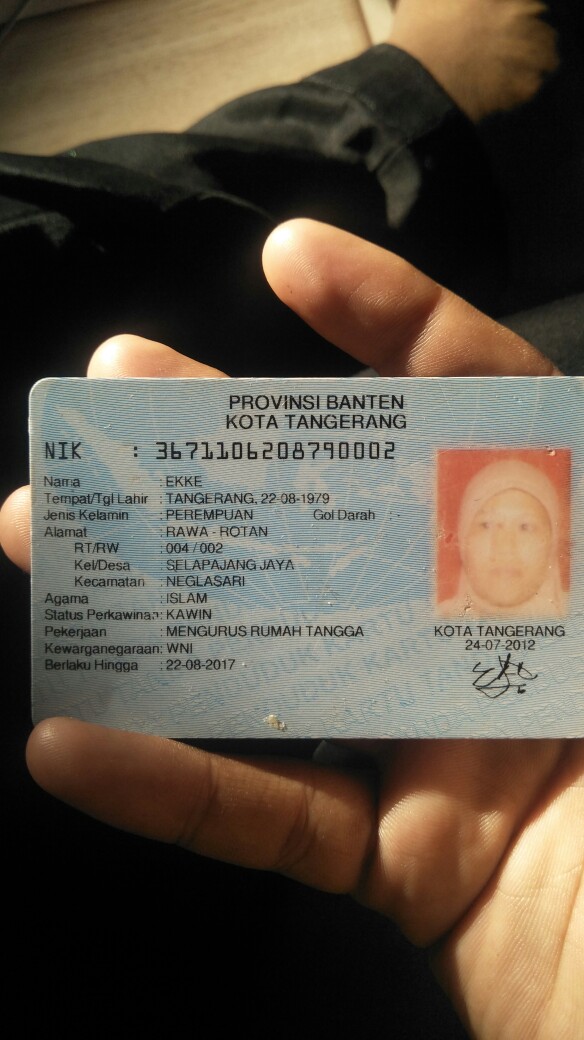 PROVINSI BANTEN
KOTA TANGERANG
NIK : 3671106208790002
Nama : EKKE
Tempat/Tgl Lahir : TANGERANG, 22-08-1979
Jenis Kelamin : PEREMPUAN Gol Darah : -
Alamat : RAWA - ROTAN
RT/RW : 004 / 002
Kel/Desa : SELAPAJANG JAYA
Kecamatan : NEGLASARI
Agama : ISLAM
Status Perkawinan: KAWIN
Pekerjaan : MENGURUS RUMAH TANGGA
Kewarganegaraan: WNI
Berlaku Hingga : 22-08-2017
KOTA TANGERANG
24-07-2012